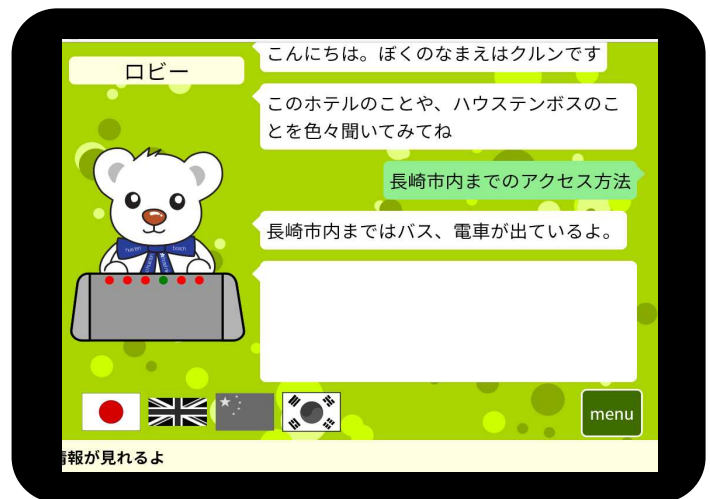 ロビー
こんにちは。ぼくのなまえはクルンです
このホテルのことや、ハウステンボスのこ
とを色々聞いてみてね
長崎市内までのアクセス方法
長崎市内まではバス、電車が出ているよ。
menu
情報が見れるよ